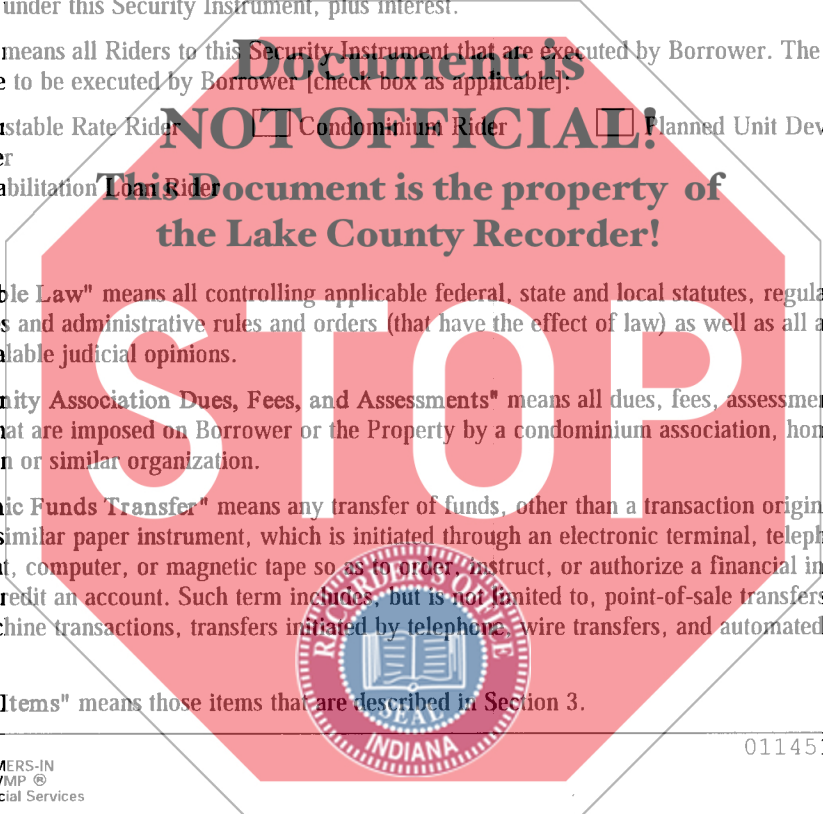 under this Security Instrument, plus interest.
means all Riders to this Security Instrument that are executed by Borrower. The
to be executed by Borrower [check box as applicable]:
Document is
stable Rate Rider Condominium Rider Planned Unit Dev
NOT OFFICIAL!
er
abilitation Loan Rider
This Document is the property of
the Lake County Recorder!
ble Law" means all controlling applicable federal, state and local statutes, regula
s and administrative rules and orders (that have the effect of law) as well as all a
lable judicial opinions.
STOP
nity Association Dues, Fees, and Assessments" means all dues, fees, assessme
hat are imposed on Borrower or the Property by a condominium association, hom
n or similar organization.
ic Funds Transfer" means any transfer of funds, other than a transaction origin
similar paper instrument, which is initiated through an electronic terminal, teleph
t, computer, or magnetic tape so as to order, instruct, or authorize a financial in
redit an account. Such term includes, but is not limited to, point-of-sale transfers
chine transactions, transfers initiated by telephone, wire transfers, and automated
RECORDER'S OFFICE
SEAL
INDIANA
Items" means those items that are described in Section 3.
01145
MERS-IN
VMP ®
cial Services